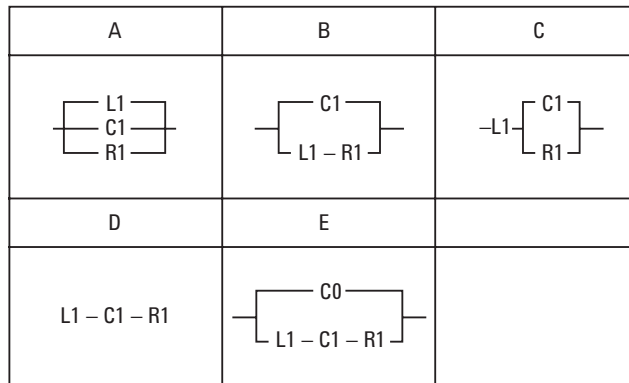 A B C
L1
C1
R1
C1
L1 – R1
–L1
C1
R1
D E
L1 – C1 – R1
C0
L1 – C1 – R1